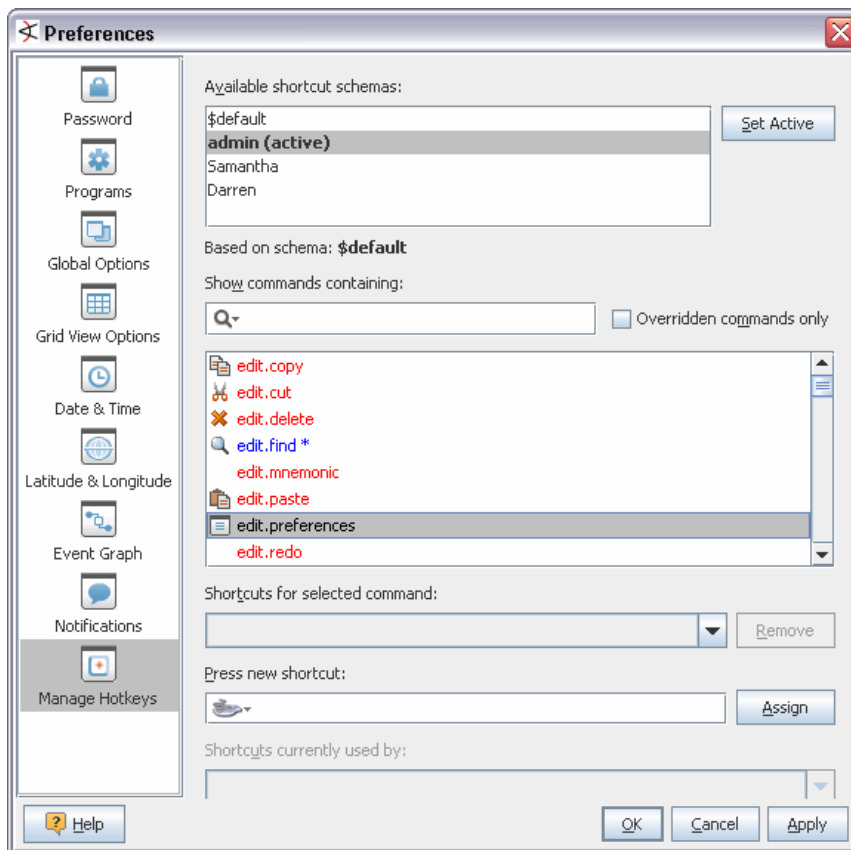 Preferences
Password
Programs
Global Options
Grid View Options
Date & Time
Latitude & Longitude
Event Graph
Notifications
Manage Hotkeys
Available shortcut schemas:
$default
admin (active)
Samantha
Darren
Set Active
Based on schema: $default
Show commands containing:
Overridden commands only
edit.copy
edit.cut
edit.delete
edit.find *
edit.mnemonic
edit.paste
edit.preferences
edit.redo
Shortcuts for selected command:
Remove
Press new shortcut:
Assign
Shortcuts currently used by:
Help
OK
Cancel
Apply